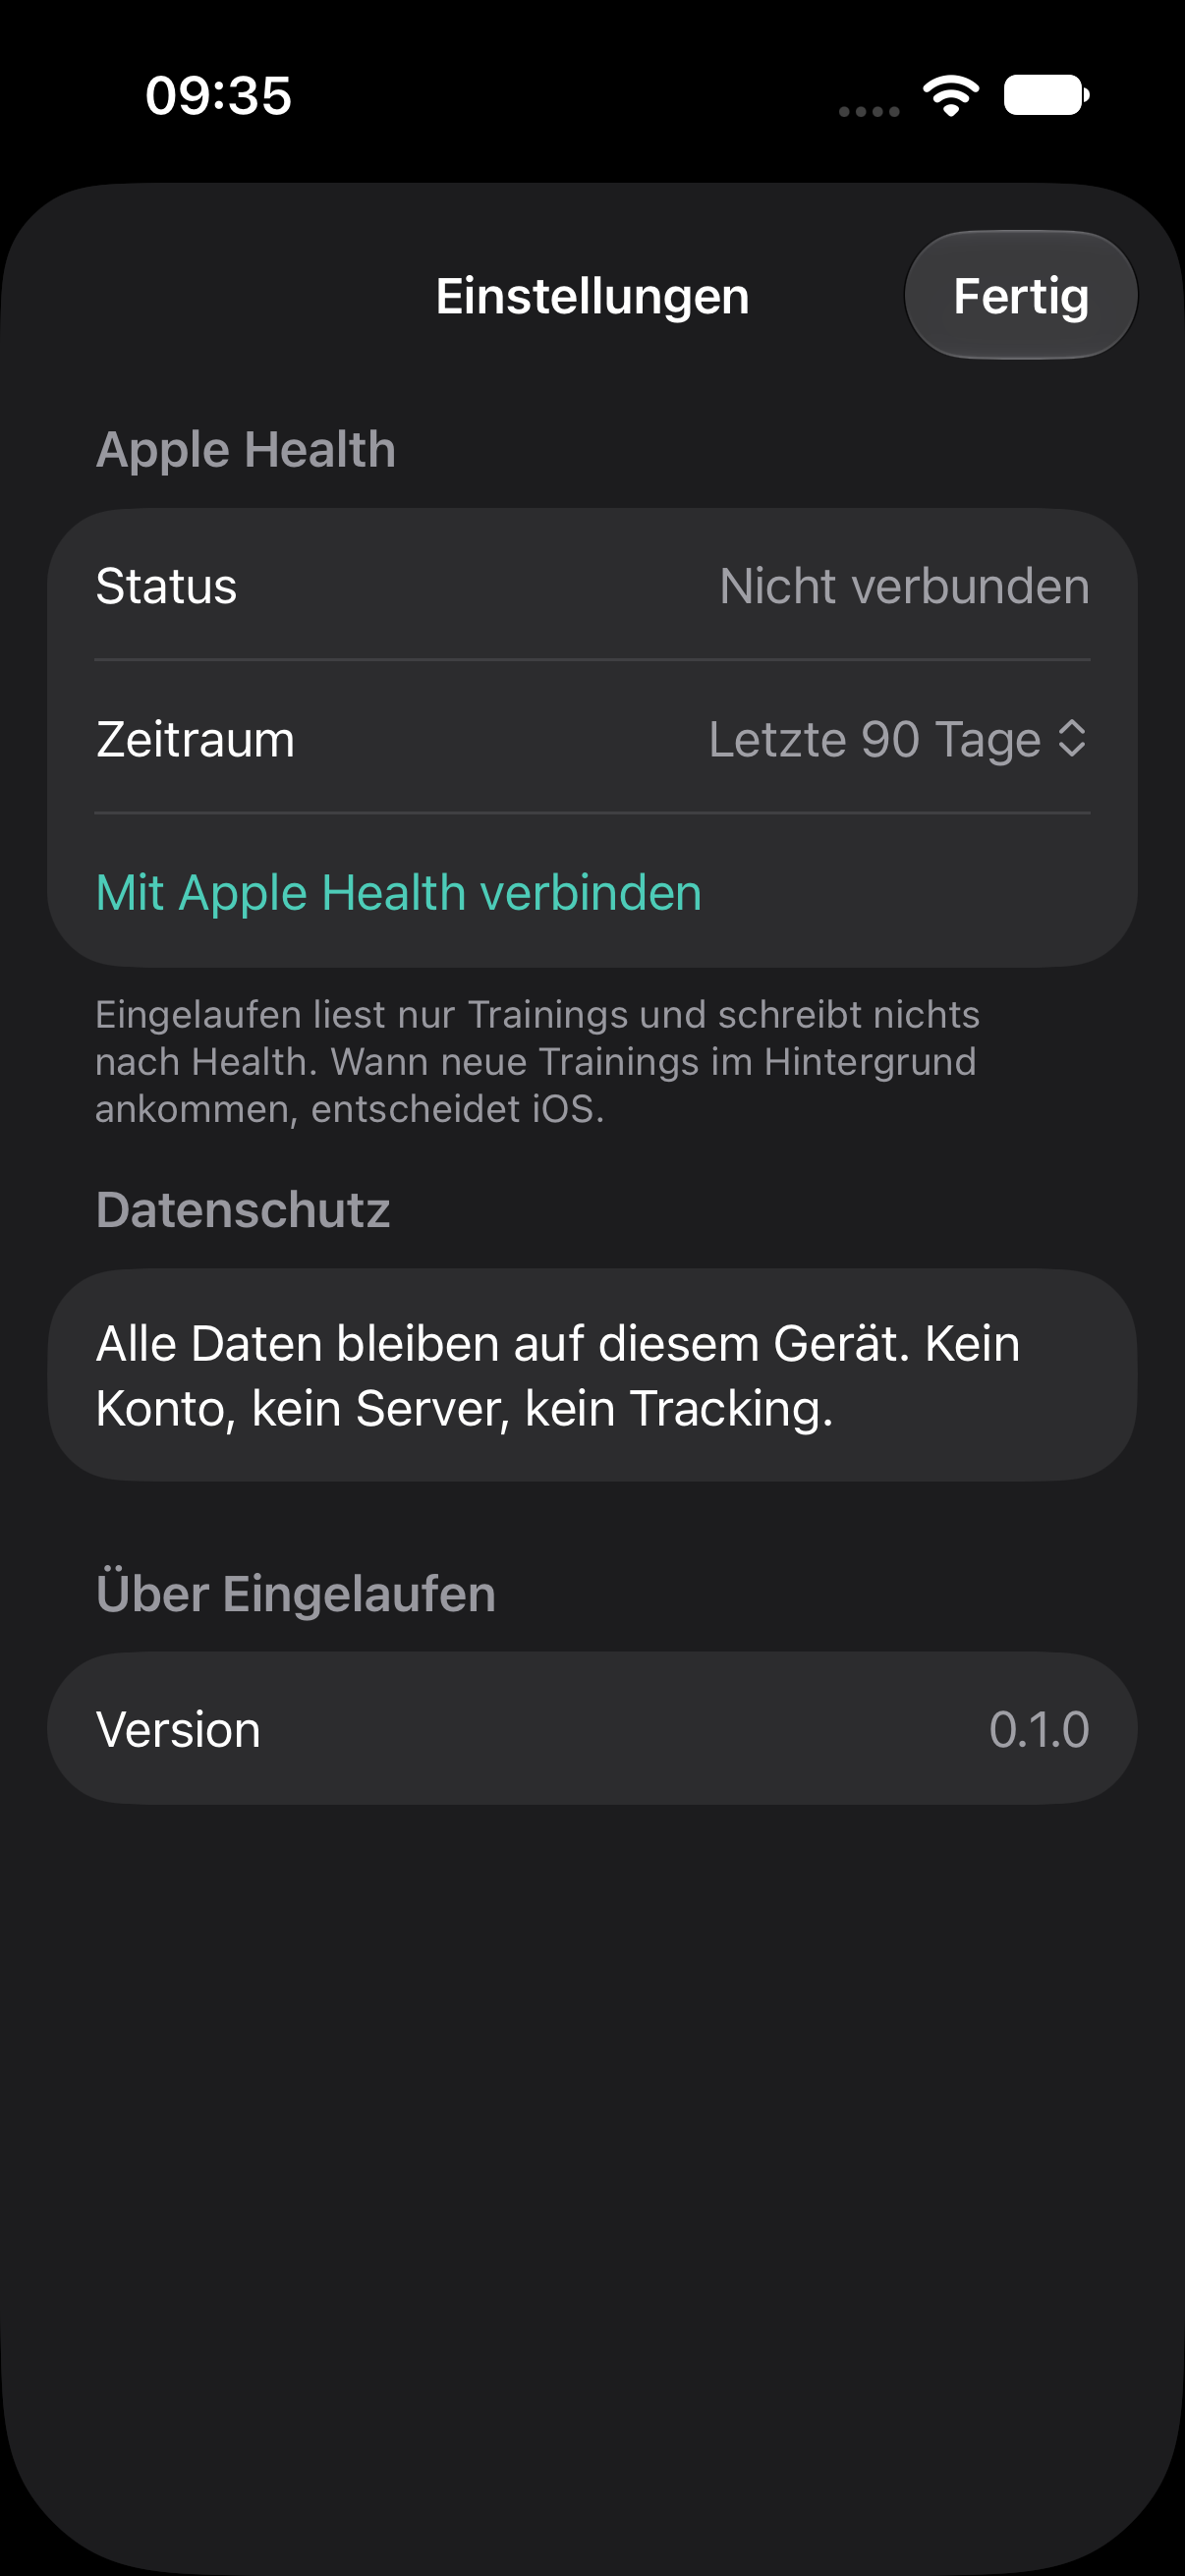 09:35
Einstellungen
Fertig
Apple Health
Status
Nicht verbunden
Zeitraum
Letzte 90 Tage
Mit Apple Health verbinden
Eingelaufen liest nur Trainings und schreibt nichts
nach Health. Wann neue Trainings im Hintergrund
ankommen, entscheidet iOS.
Datenschutz
Alle Daten bleiben auf diesem Gerät. Kein
Konto, kein Server, kein Tracking.
Über Eingelaufen
Version
0.1.0